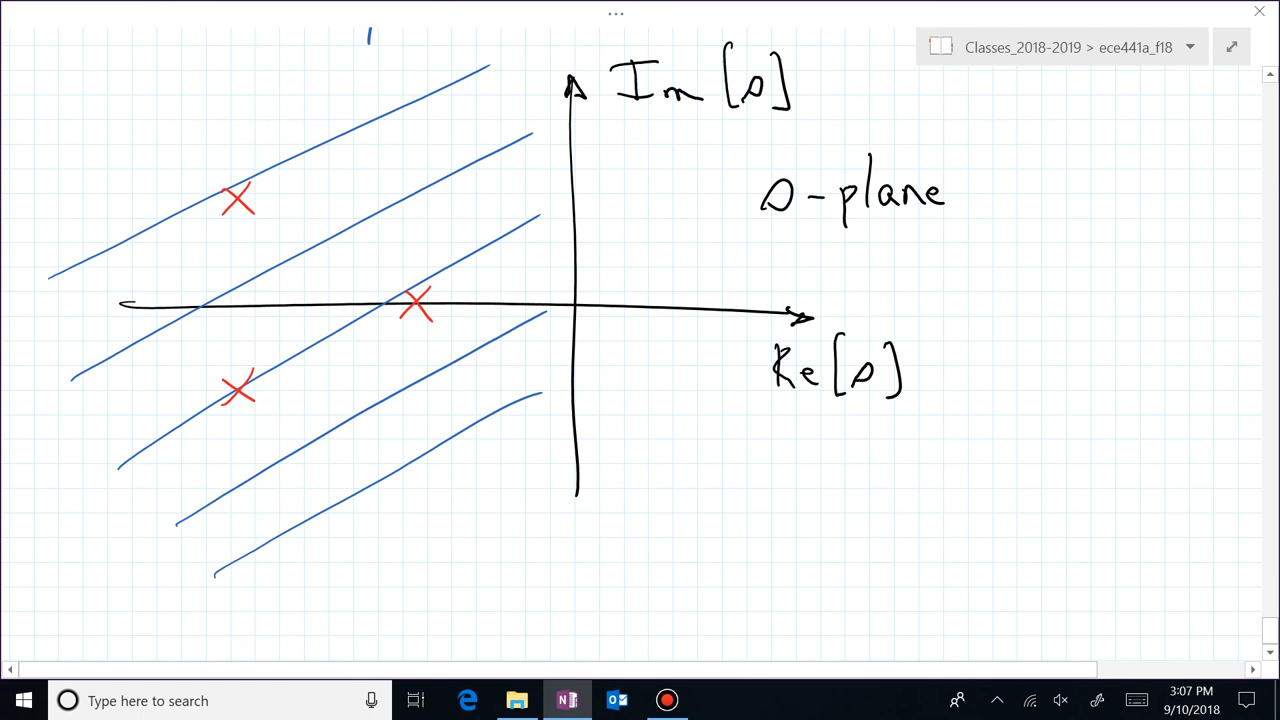 Classes_2018-2019 > ece441a_f18
Im[s]
s-plane
Re[s]
Type here to search
3:07 PM
9/10/2018